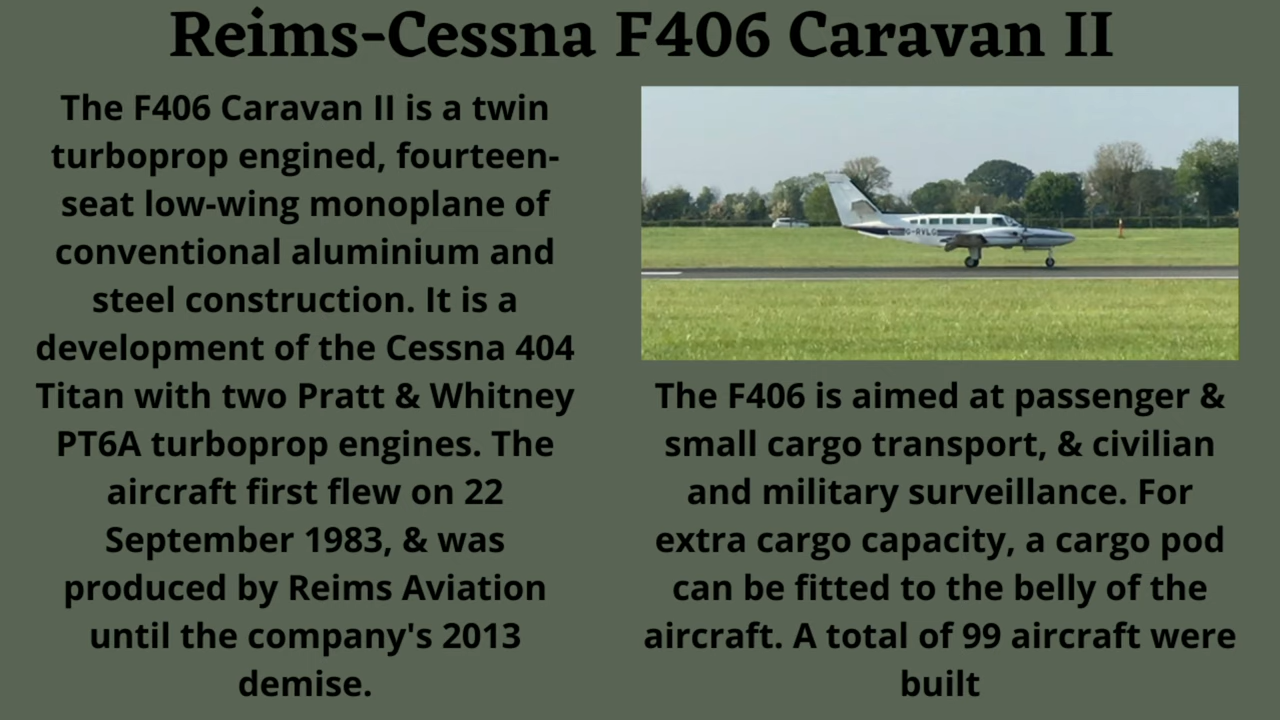 Reims-Cessna F406 Caravan II
The F406 Caravan II is a twin
turboprop engined, fourteen-
seat low-wing monoplane of
conventional aluminium and
steel construction. It is a
development of the Cessna 404
Titan with two Pratt & Whitney
PT6A turboprop engines. The
aircraft first flew on 22
September 1983, & was
produced by Reims Aviation
until the company's 2013
demise.
G-RVLG
The F406 is aimed at passenger &
small cargo transport, & civilian
and military surveillance. For
extra cargo capacity, a cargo pod
can be fitted to the belly of the
aircraft. A total of 99 aircraft were
built